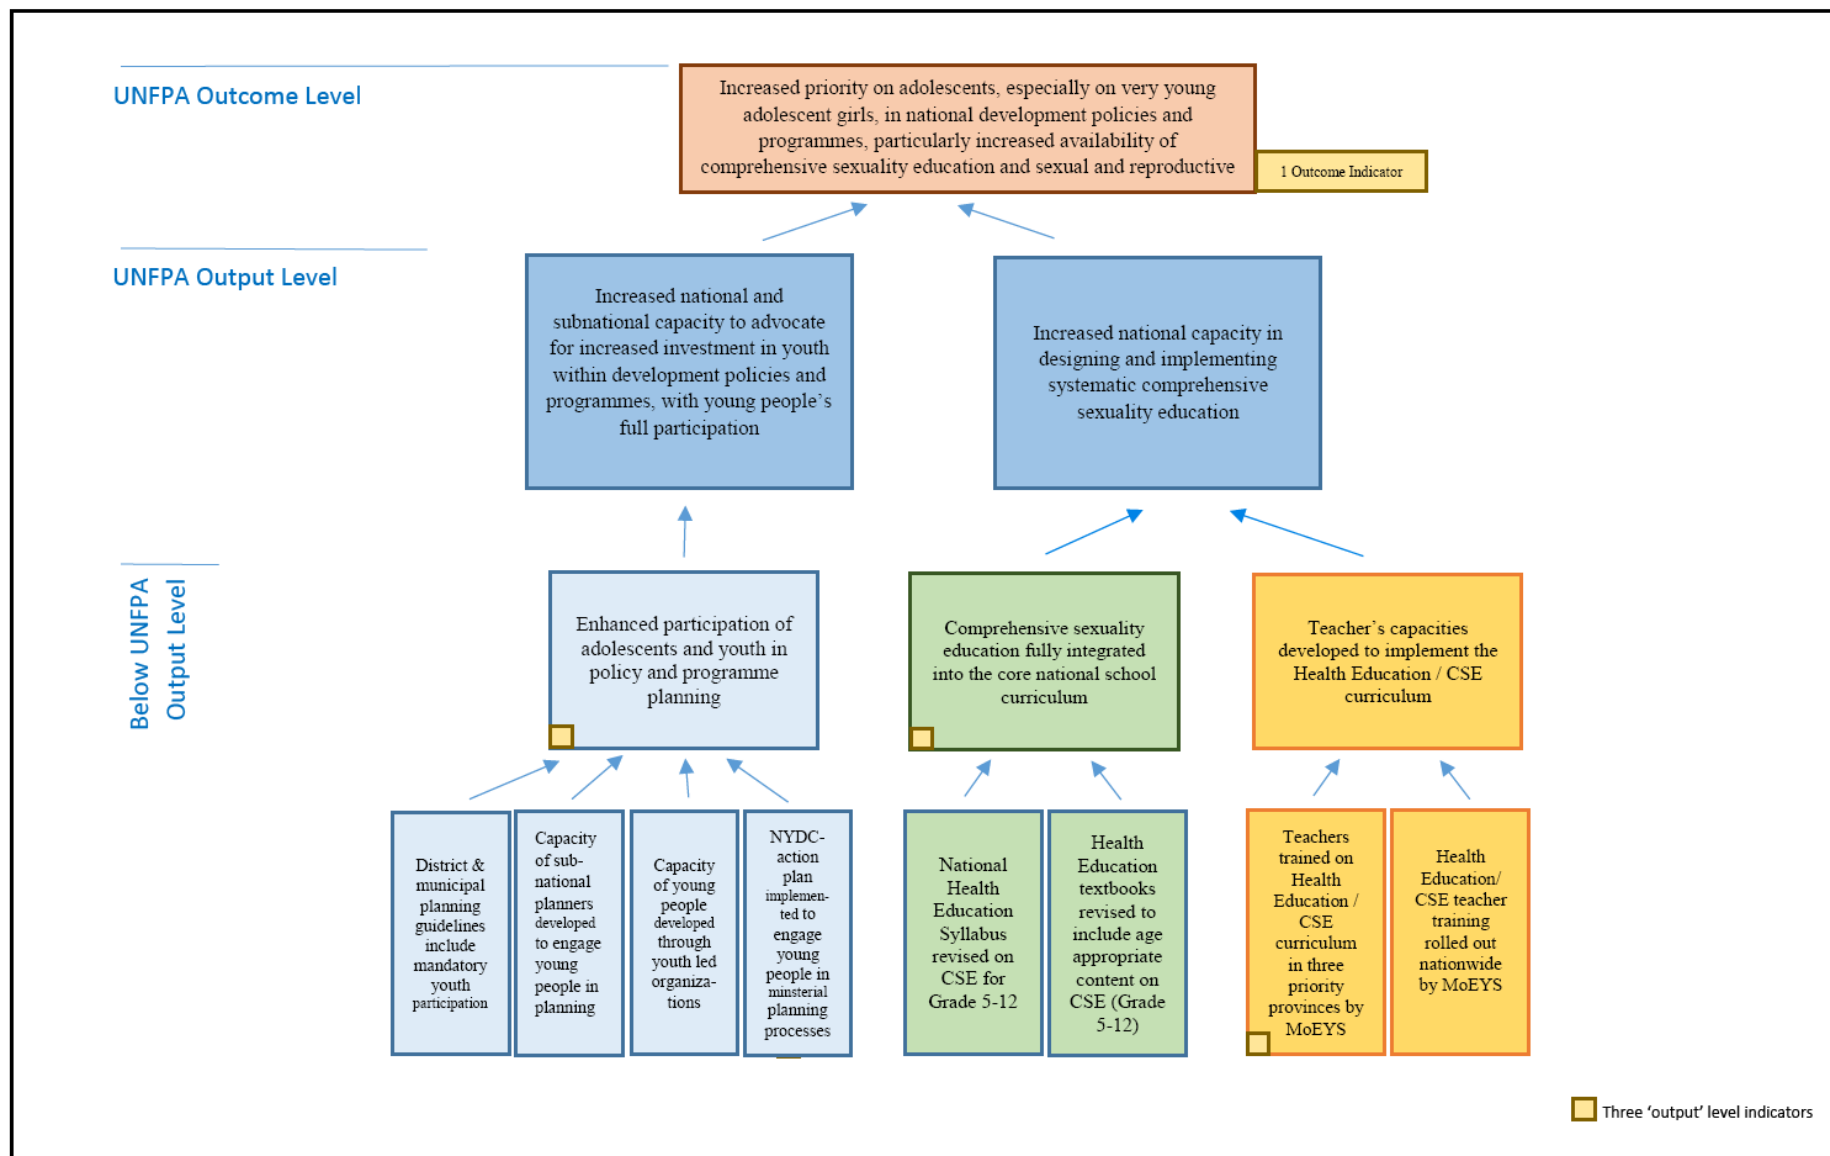 UNFPA Outcome Level
Increased priority on adolescents, especially on very young
adolescent girls, in national development policies and
programmes, particularly increased availability of
comprehensive sexuality education and sexual and reproductive
1 Outcome Indicator
UNFPA Output Level
Increased national and
subnational capacity to advocate
for increased investment in youth
within development policies and
programmes, with young people’s
full participation
Increased national capacity in
designing and implementing
systematic comprehensive
sexuality education
Below UNFPA
Output Level
Enhanced participation of
adolescents and youth in
policy and programme
planning
Comprehensive sexuality
education fully integrated
into the core national school
curriculum
Teacher’s capacities
developed to implement the
Health Education / CSE
curriculum
District &
municipal
planning
guidelines
include
mandatory
youth
participation
Capacity
of sub-
national
planners
developed
to engage
young
people in
planning
Capacity
of young
people
developed
through
youth led
organiza-
tions
NYDC-
action
plan
implemen-
ted to
engage
young
people in
minsterial
planning
processes
National
Health
Education
Syllabus
revised on
CSE for
Grade 5-12
Health
Education
textbooks
revised to
include age
appropriate
content on
CSE (Grade
5-12)
Teachers
trained on
Health
Education /
CSE
curriculum
in three
priority
provinces by
MoEYS
Health
Education/
CSE teacher
training
rolled out
nationwide
by MoEYS
Three ‘output’ level indicators